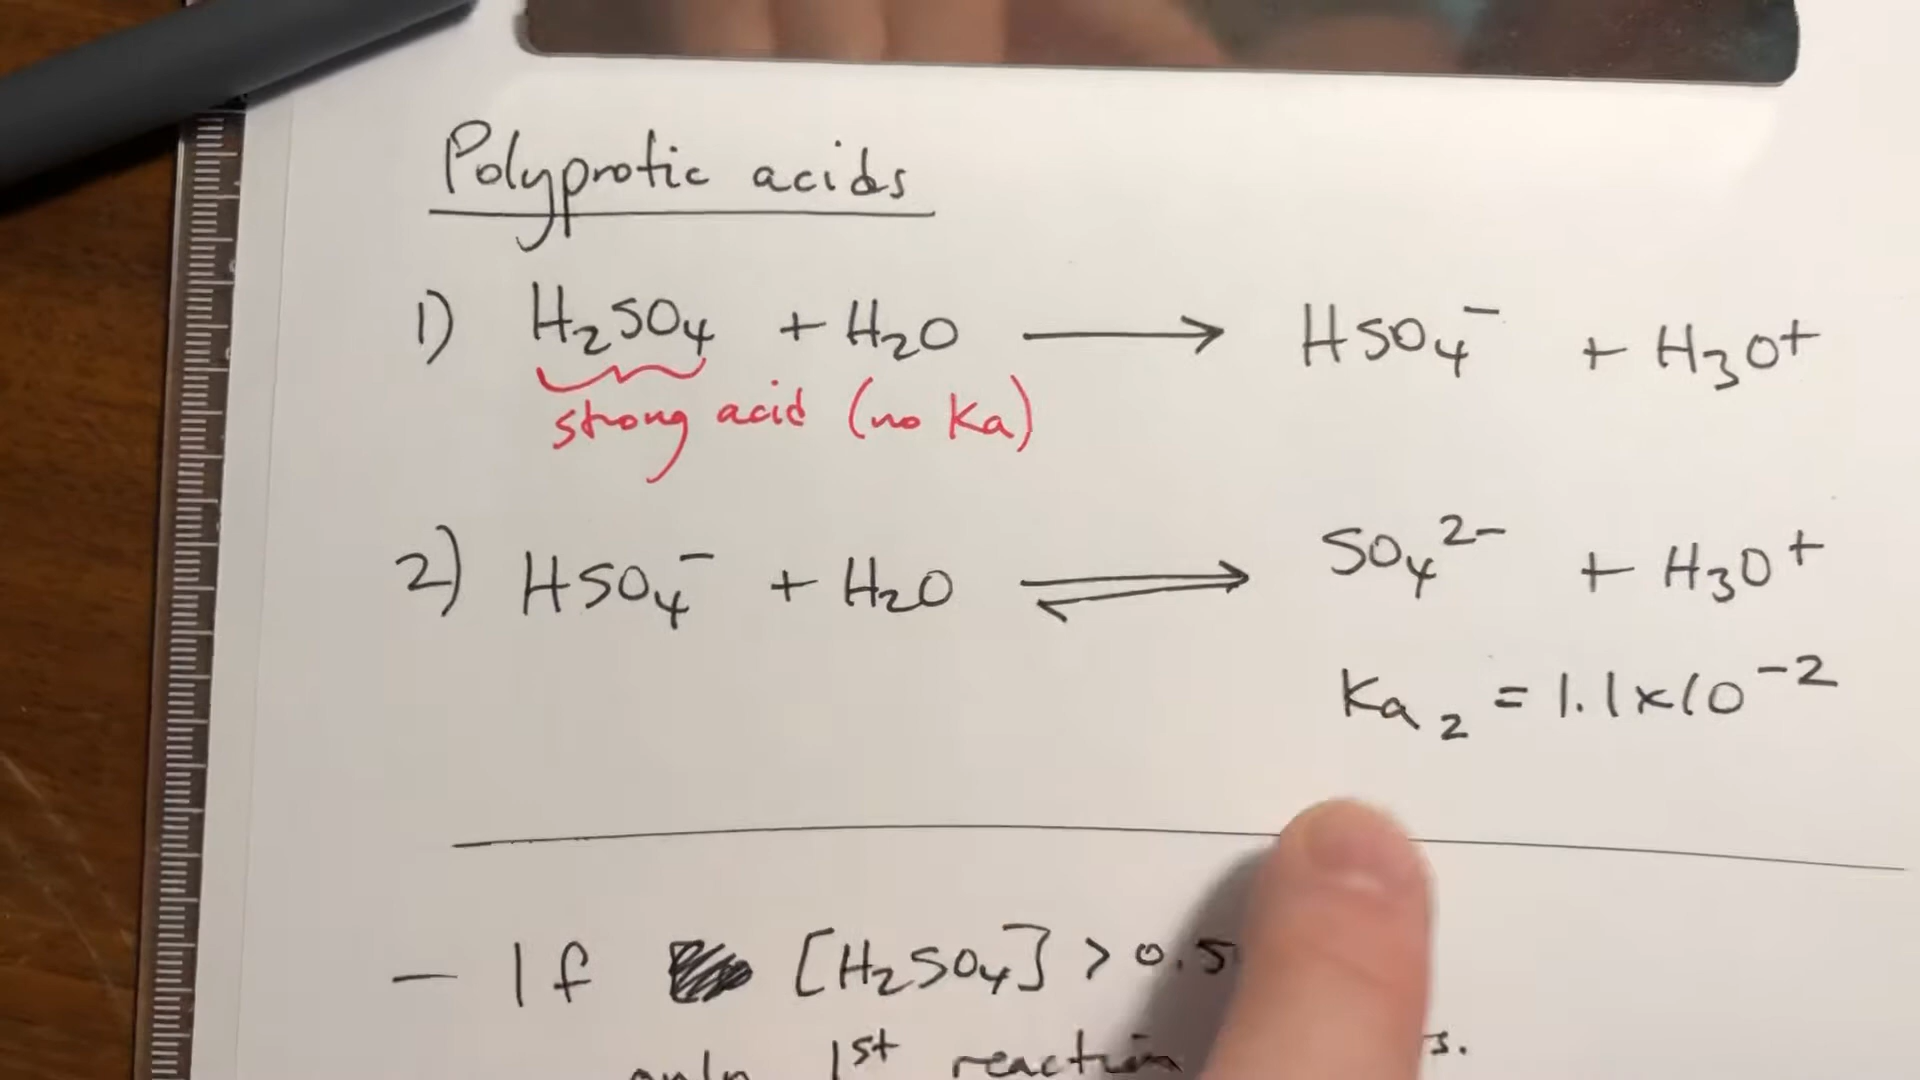 Polyprotic acids
1) H₂SO₄ + H₂O ⟶ HSO₄⁻ + H₃O⁺
strong acid (no Ka)
2) HSO₄⁻ + H₂O ⇌ SO₄²⁻ + H₃O⁺
Ka₂ = 1.1×10⁻²
– If [H₂SO₄] > 0.5
only 1st reaction